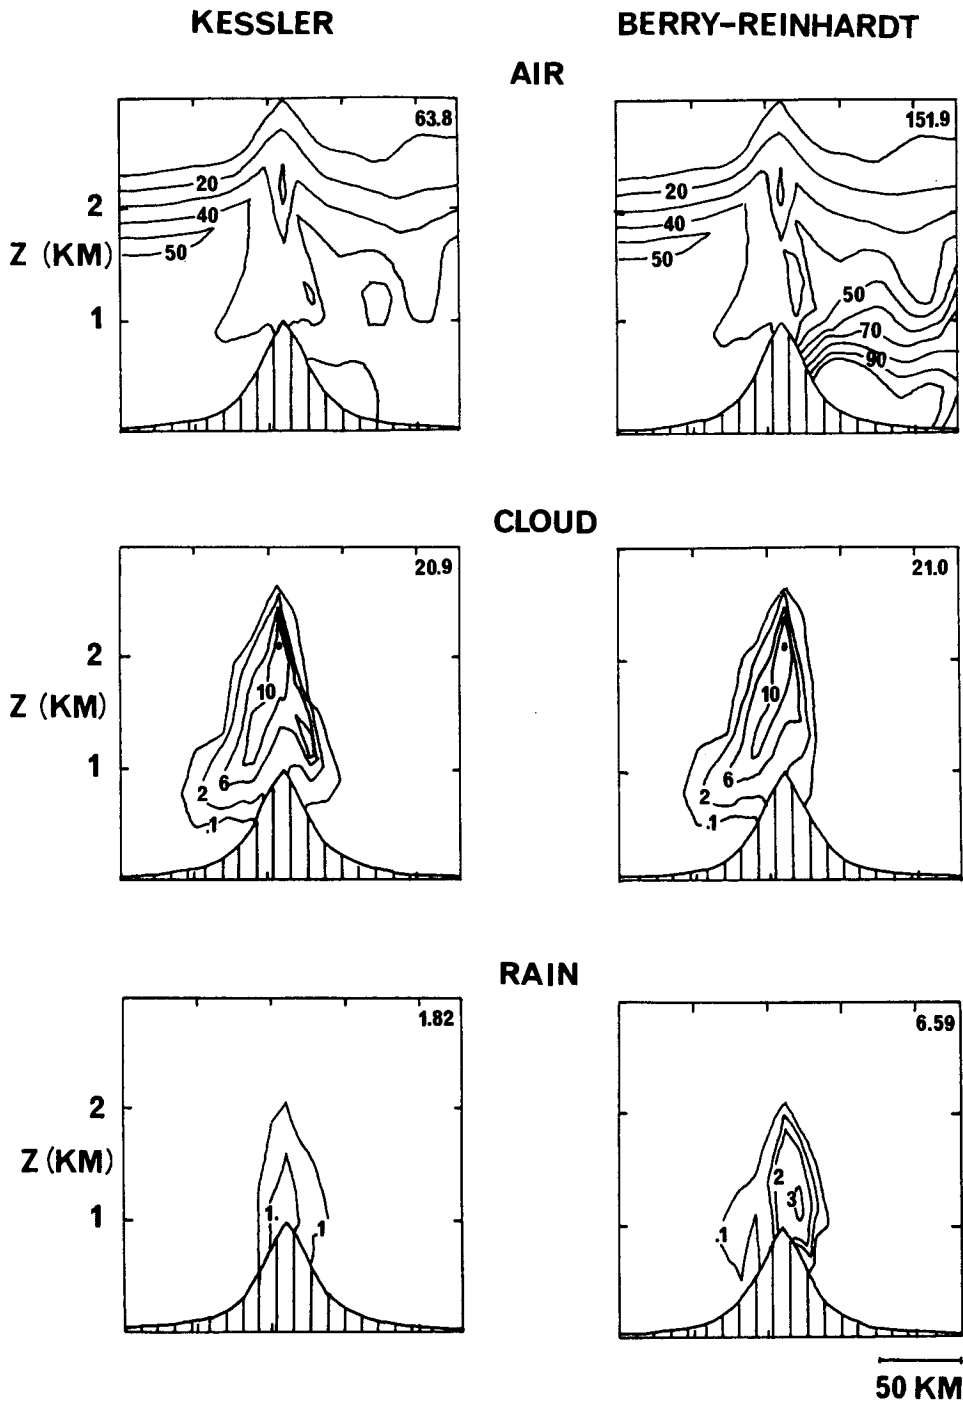 KESSLER BERRY-REINHARDT
AIR
63.8 151.9
20 20
2
40 40
Z (KM) 50 50
50
1
70
90
CLOUD
20.9 21.0
2
10 10
Z (KM)
1
6 6
2 2
.1 .1
RAIN
1.82 6.59
2
Z (KM)
2
3
1 1. .1 .1
50 KM